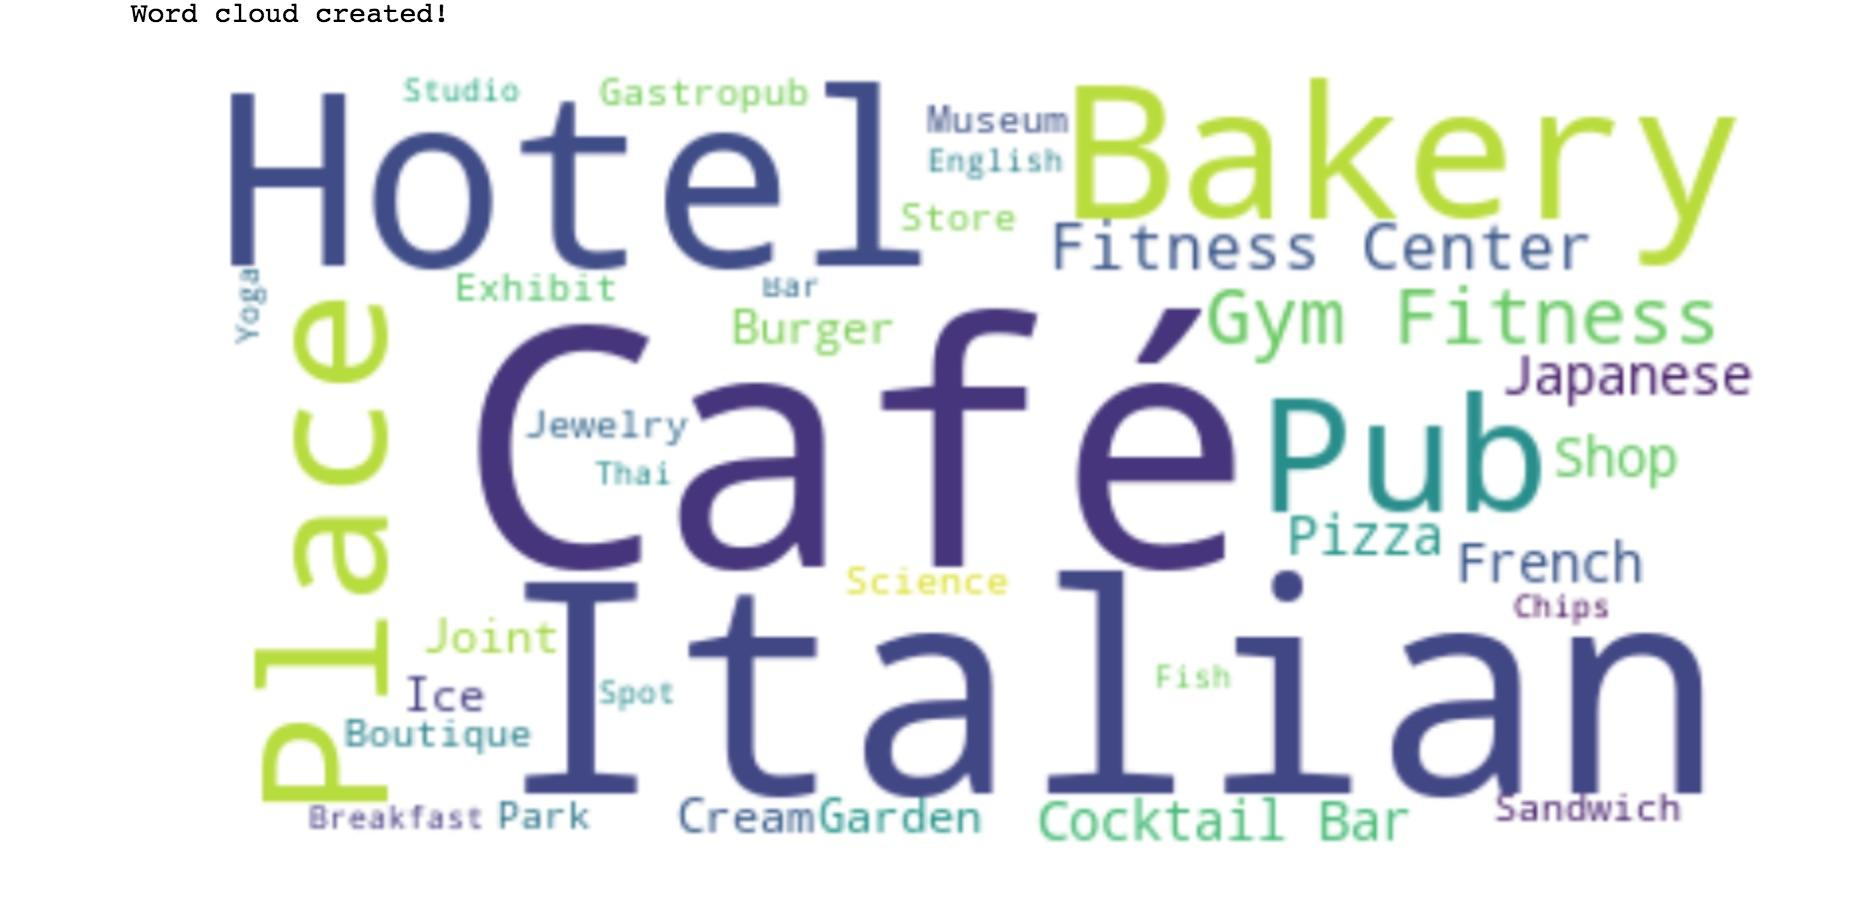 Word cloud created!
Hotel
Studio
Gastropub
Museum
English
Store
Bakery
Fitness Center
Yoga
Exhibit
Bar
Burger
Gym Fitness
Place
Café
Jewelry
Thai
Japanese
Pub
Shop
Pizza
French
Chips
Science
Italian
Joint
Ice
Spot
Fish
Boutique
Breakfast
Park
Cream
Garden
Cocktail Bar
Sandwich